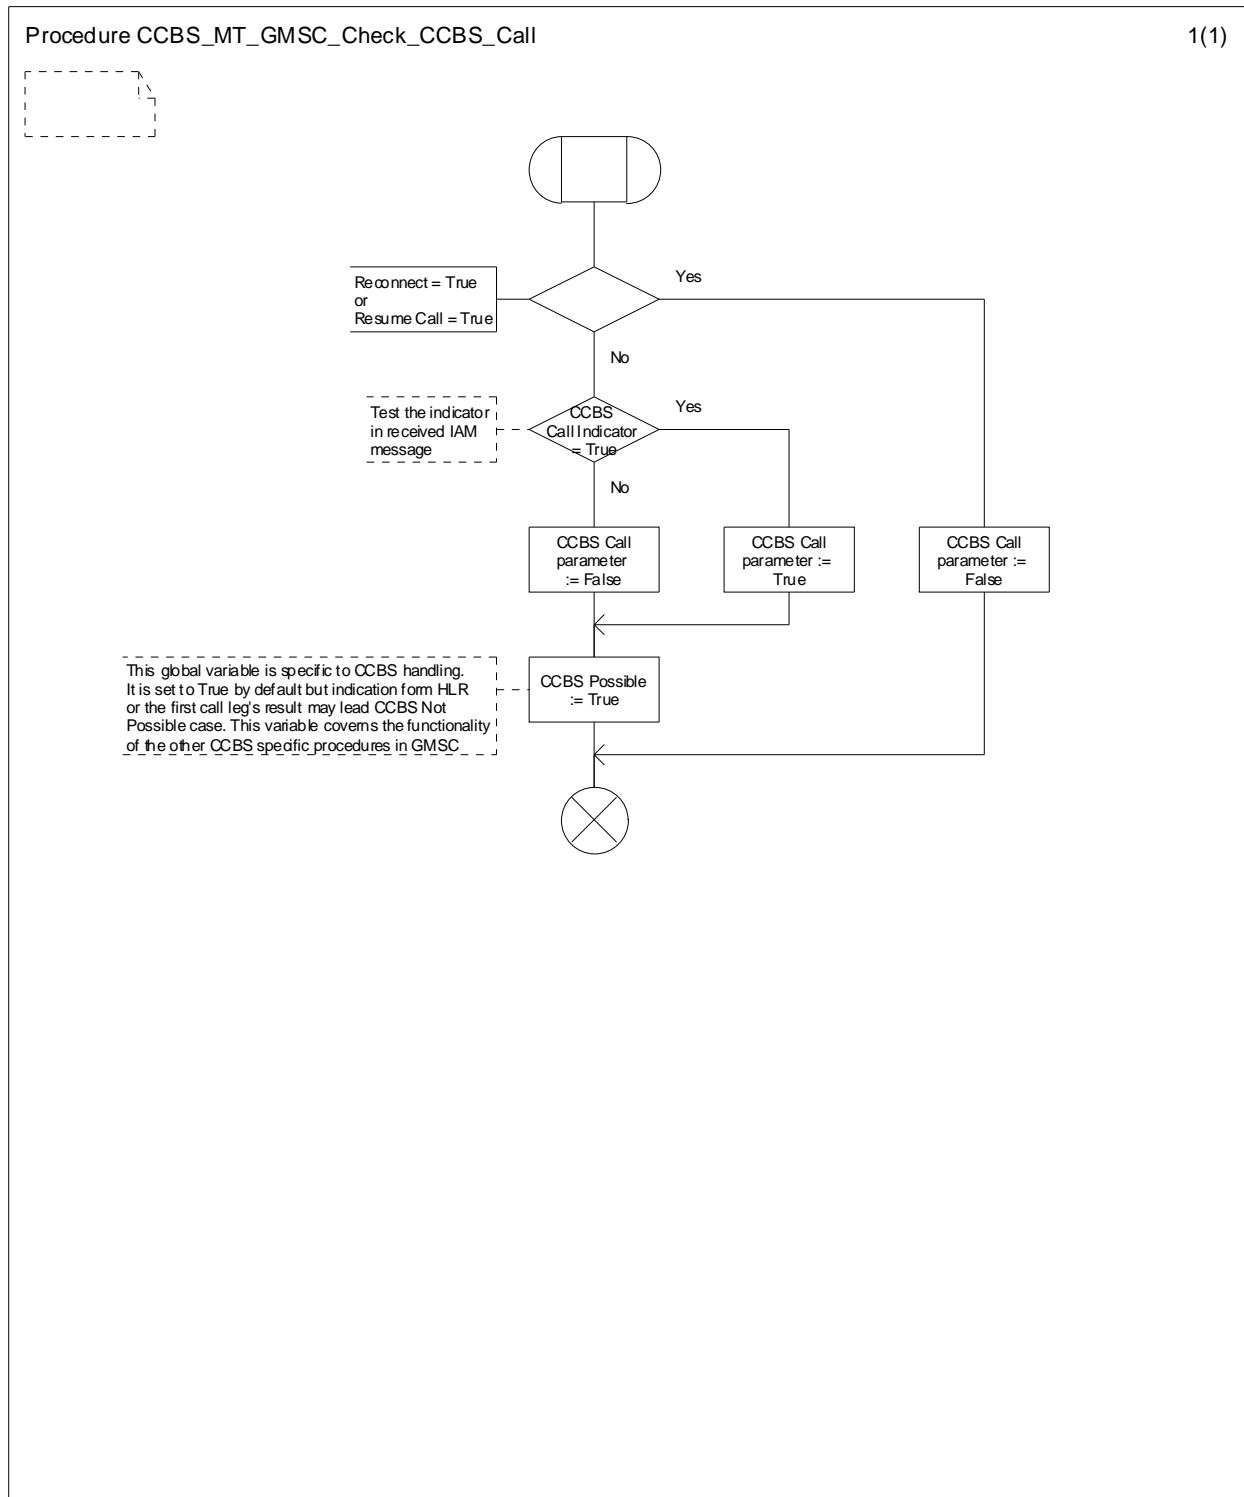 Procedure CCBS_MT_GMSC_Check_CCBS_Call
1(1)
Reconnect = True
or
Resume Call = True
Yes
No
Test the indicator
in received IAM
message
CCBS
Call Indicator
= True
Yes
No
CCBS Call
parameter
:= False
CCBS Call
parameter :=
True
CCBS Call
parameter :=
False
This global variable is specific to CCBS handling.
It is set to True by default but indication form HLR
or the first call leg's result may lead CCBS Not
Possible case. This variable coverns the functionality
of the other CCBS specific procedures in GMSC
CCBS Possible
:= True